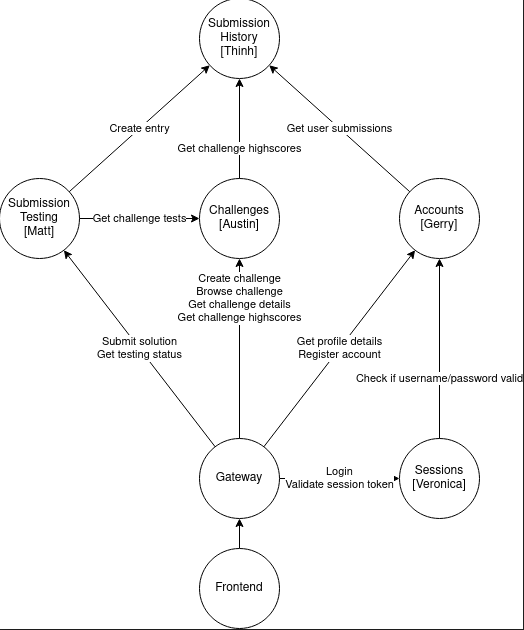 Submission
History
[Thinh]
Create entry
Get user submissions
Get challenge highscores
Submission
Testing
[Matt]
Get challenge tests
Challenges
[Austin]
Accounts
[Gerry]
Create challenge
Browse challenge
Get challenge details
Get challenge highscores
Submit solution
Get testing status
Get profile details
Register account
Check if username/password valid
Gateway
Login
Validate session token
Sessions
[Veronica]
Frontend